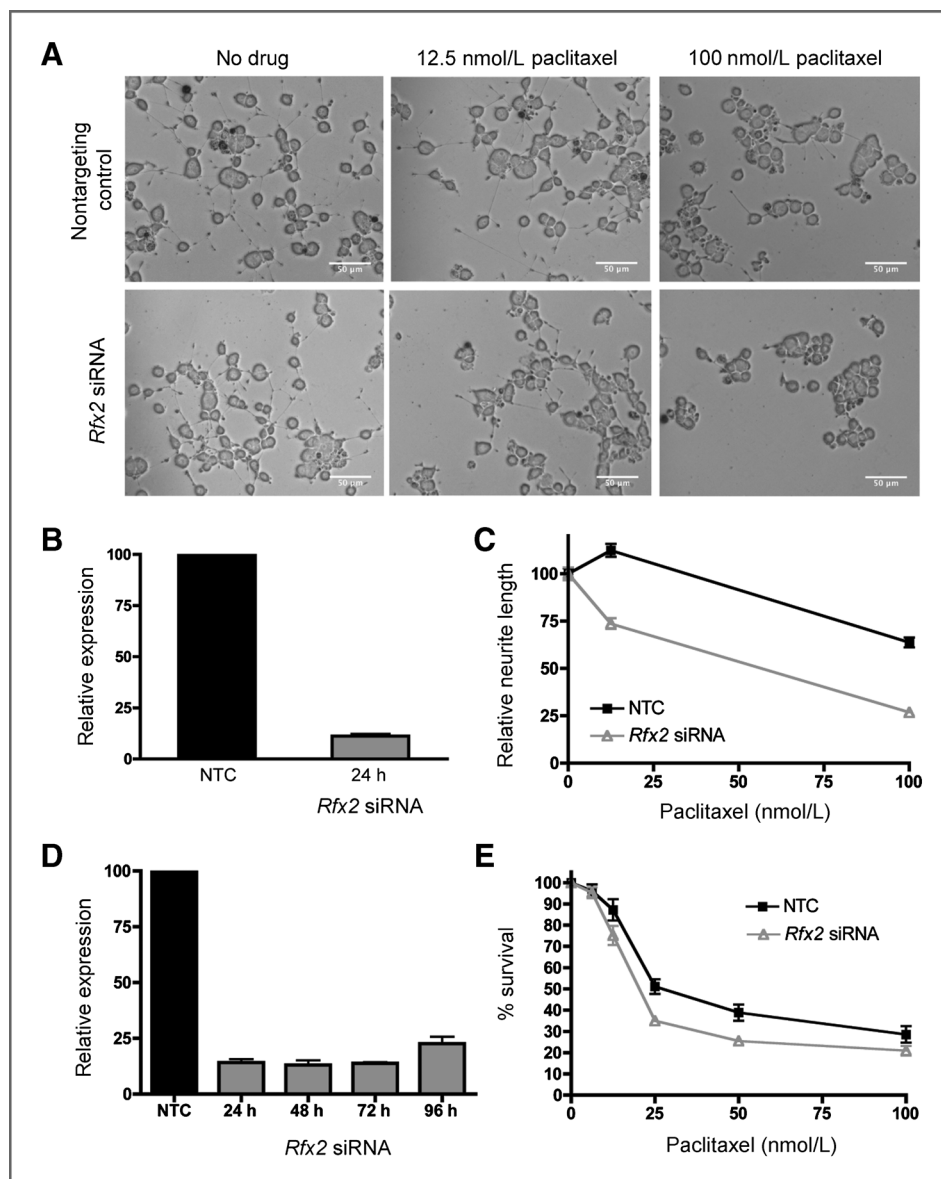 A
No drug
12.5 nmol/L paclitaxel
100 nmol/L paclitaxel
Nontargeting
control
50 µm
50 µm
50 µm
Rfx2 siRNA
50 µm
50 µm
50 µm
B
Relative expression
100
75
50
25
0
NTC
24 h
Rfx2 siRNA
C
Relative neurite length
100
75
50
25
0
NTC
Rfx2 siRNA
0
25
50
75
100
Paclitaxel (nmol/L)
D
Relative expression
100
75
50
25
0
NTC
24 h
48 h
72 h
96 h
Rfx2 siRNA
E
% survival
100
90
80
70
60
50
40
30
20
10
0
NTC
Rfx2 siRNA
0
25
50
75
100
Paclitaxel (nmol/L)